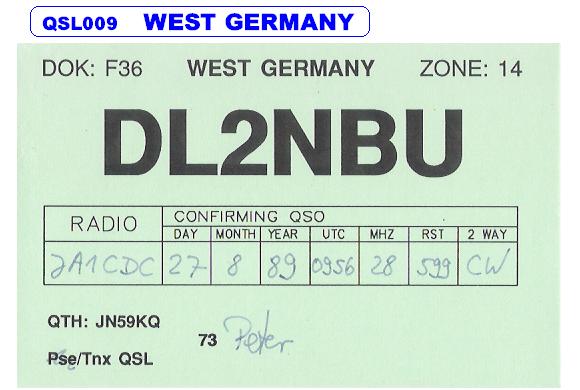 QSL009 WEST GERMANY
DOK: F36 WEST GERMANY ZONE: 14
DL2NBU
RADIO CONFIRMING QSO
DAY MONTH YEAR UTC MHZ RST 2 WAY
JA1CDC 27 8 89 0956 28 599 CW
QTH: JN59KQ
73 Peter
Pse/Tnx QSL